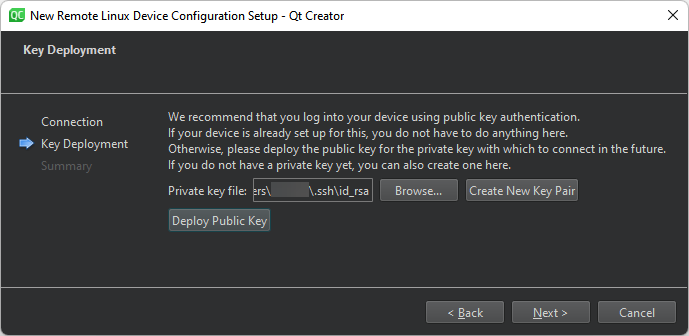 QC New Remote Linux Device Configuration Setup - Qt Creator
Key Deployment
Connection
Key Deployment
Summary
We recommend that you log into your device using public key authentication.
If your device is already set up for this, you do not have to do anything here.
Otherwise, please deploy the public key for the private key with which to connect in the future.
If you do not have a private key yet, you can also create one here.
Private key file: ers\ \.ssh\id_rsa Browse... Create New Key Pair
Deploy Public Key
< Back Next > Cancel